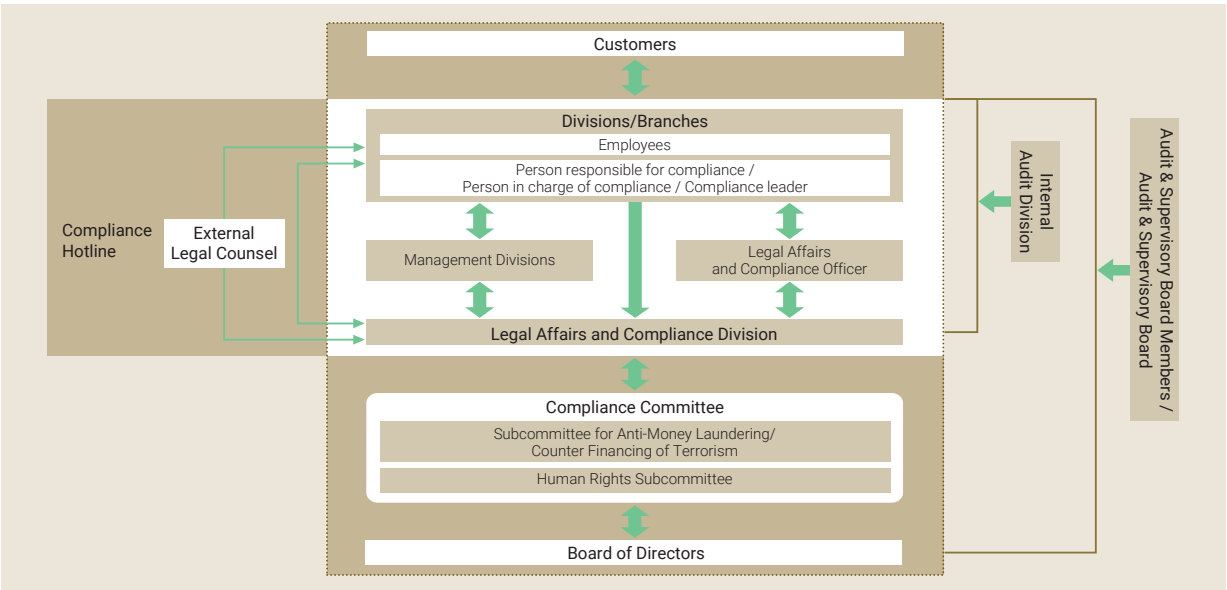 Customers
Divisions/Branches
Employees
Person responsible for compliance /
Person in charge of compliance / Compliance leader
Compliance
Hotline
External
Legal Counsel
Management Divisions
Legal Affairs
and Compliance Officer
Legal Affairs and Compliance Division
Compliance Committee
Subcommittee for Anti-Money Laundering/
Counter Financing of Terrorism
Human Rights Subcommittee
Board of Directors
Internal
Audit Division
Audit & Supervisory Board Members /
Audit & Supervisory Board